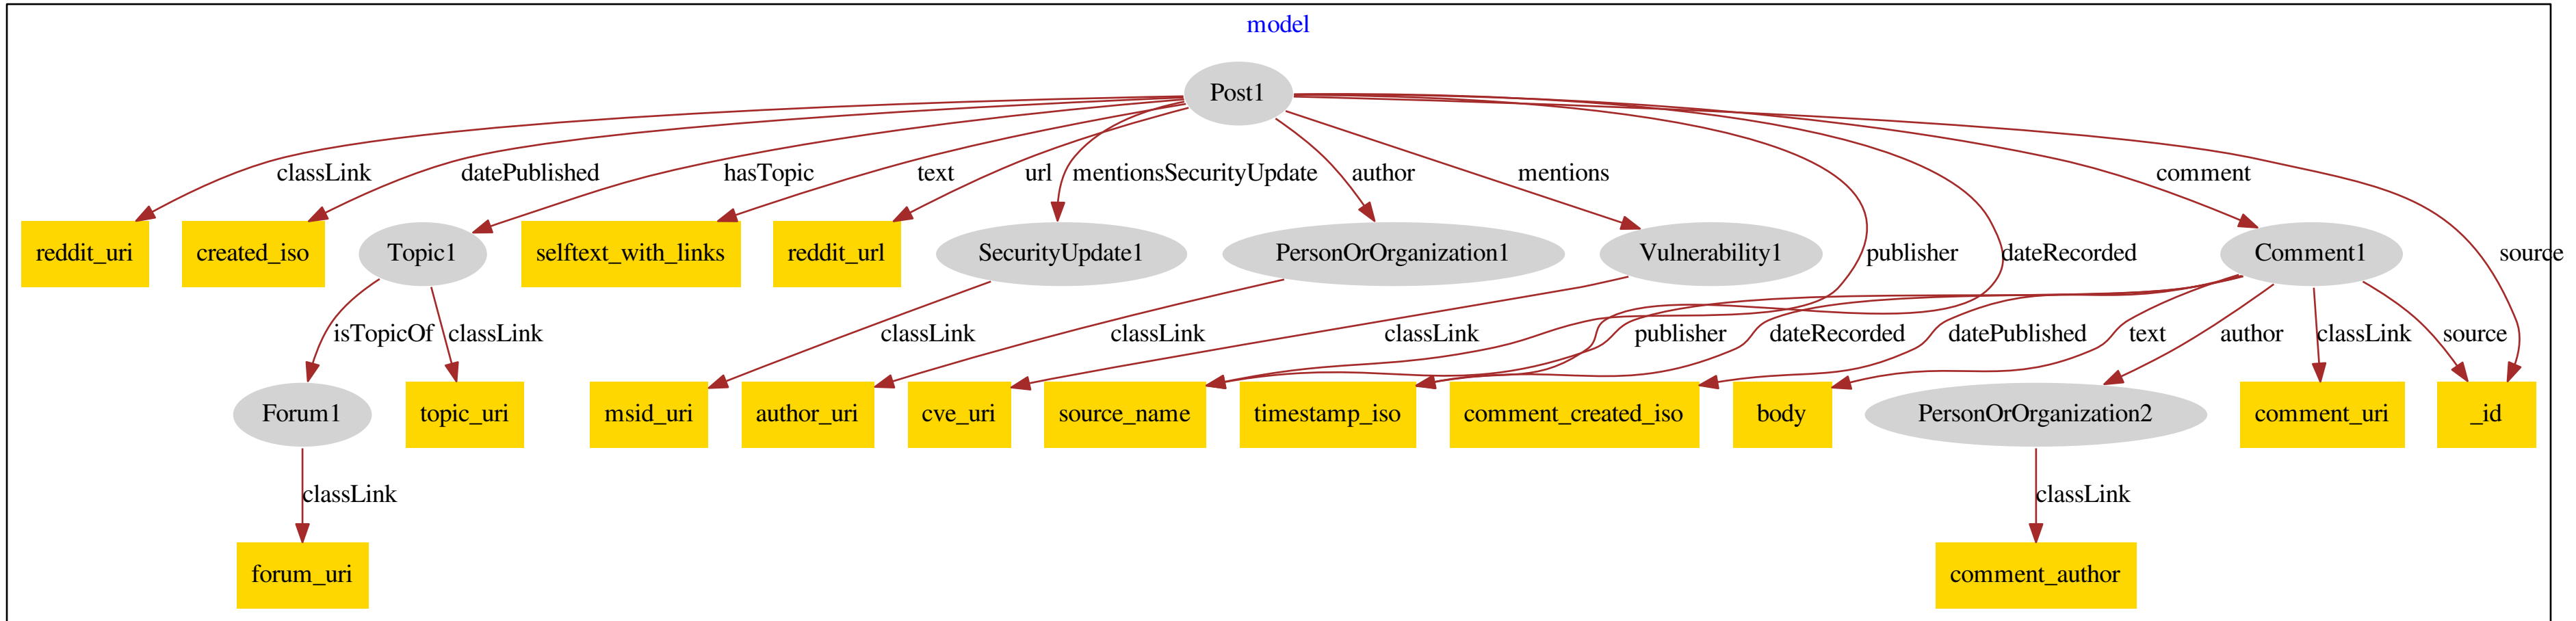 model
Post1
classLink
datePublished
hasTopic
text
url
mentionsSecurityUpdate
author
mentions
comment
reddit_uri
created_iso
Topic1
selftext_with_links
reddit_url
SecurityUpdate1
PersonOrOrganization1
Vulnerability1
publisher
dateRecorded
Comment1
source
isTopicOf
classLink
classLink
classLink
classLink
publisher
dateRecorded
datePublished
text
author
classLink
source
Forum1
topic_uri
msid_uri
author_uri
cve_uri
source_name
timestamp_iso
comment_created_iso
body
PersonOrOrganization2
comment_uri
_id
classLink
classLink
forum_uri
comment_author